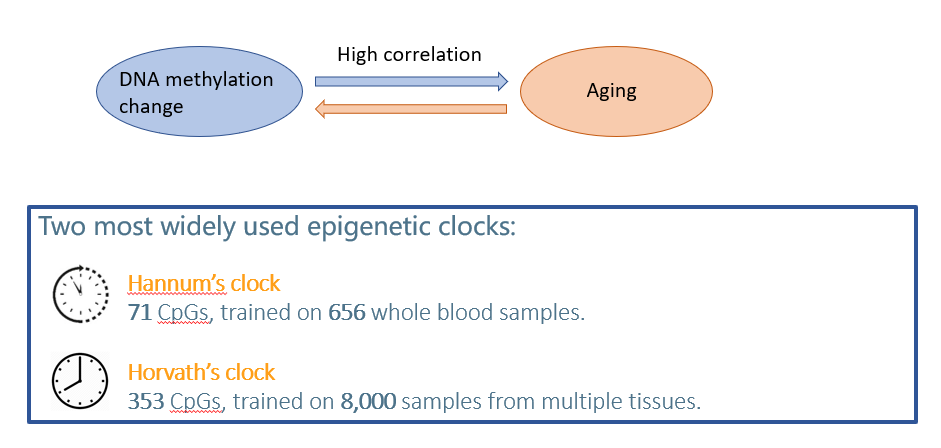 High correlation
DNA methylation
change
Aging
Two most widely used epigenetic clocks:
Hannum's clock
71 CpGs, trained on 656 whole blood samples.
Horvath's clock
353 CpGs, trained on 8,000 samples from multiple tissues.